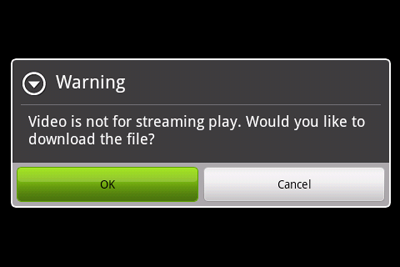 Warning
Video is not for streaming play. Would you like to
download the file?
OK
Cancel